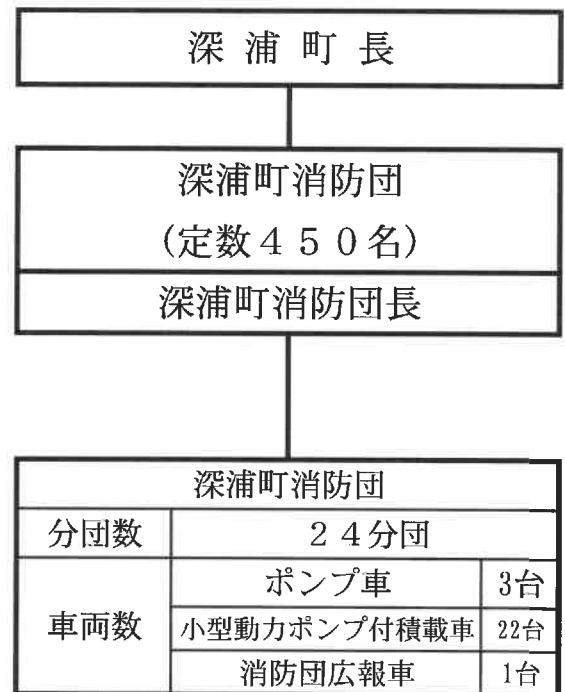 深浦町長
深浦町消防団
(定数４５０名)
深浦町消防団長
深浦町消防団
分団数 ２４分団
車両数
ポンプ車 3台
小型動力ポンプ付積載車 22台
消防団広報車 1台